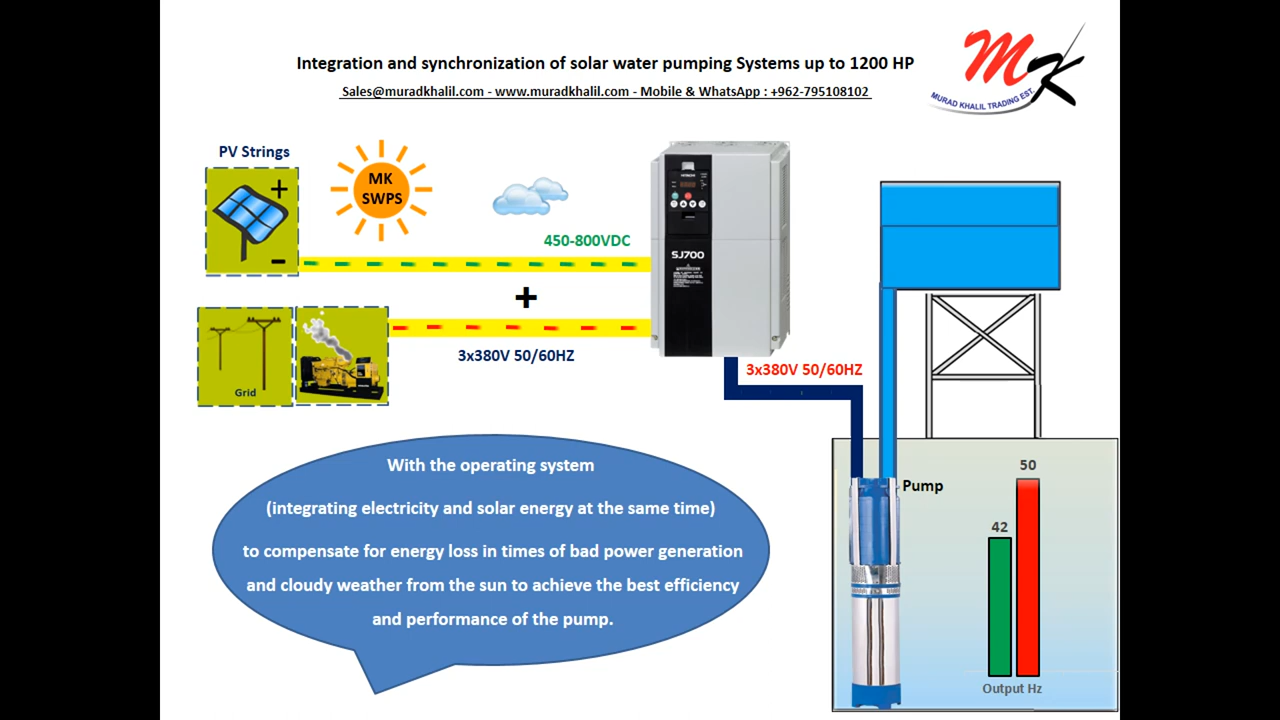 Integration and synchronization of solar water pumping Systems up to 1200 HP
Sales@muradkhalil.com - www.muradkhalil.com - Mobile & WhatsApp : +962-795108102
MK
MURAD KHALIL TRADING EST.
PV Strings
+
-
MK
SWPS
450-800VDC
HITACHI
SJ700
+
3x380V 50/60HZ
3x380V 50/60HZ
Grid
With the operating system
(integrating electricity and solar energy at the same time)
to compensate for energy loss in times of bad power generation
and cloudy weather from the sun to achieve the best efficiency
and performance of the pump.
Pump
50
42
Output Hz